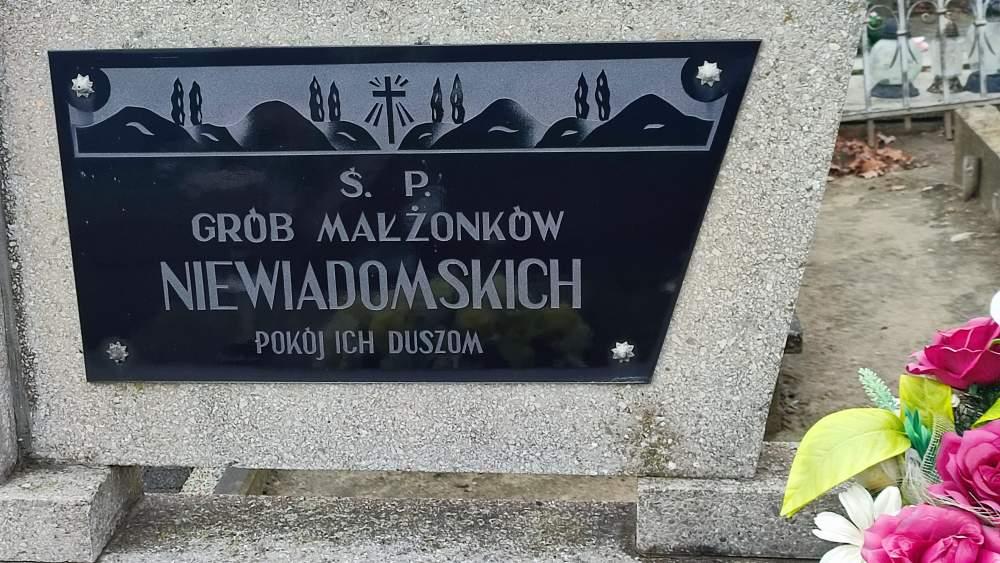 Ś. P.
GRÓB MAŁŻONKÓW
NIEWIADOMSKICH
POKÓJ ICH DUSZOM